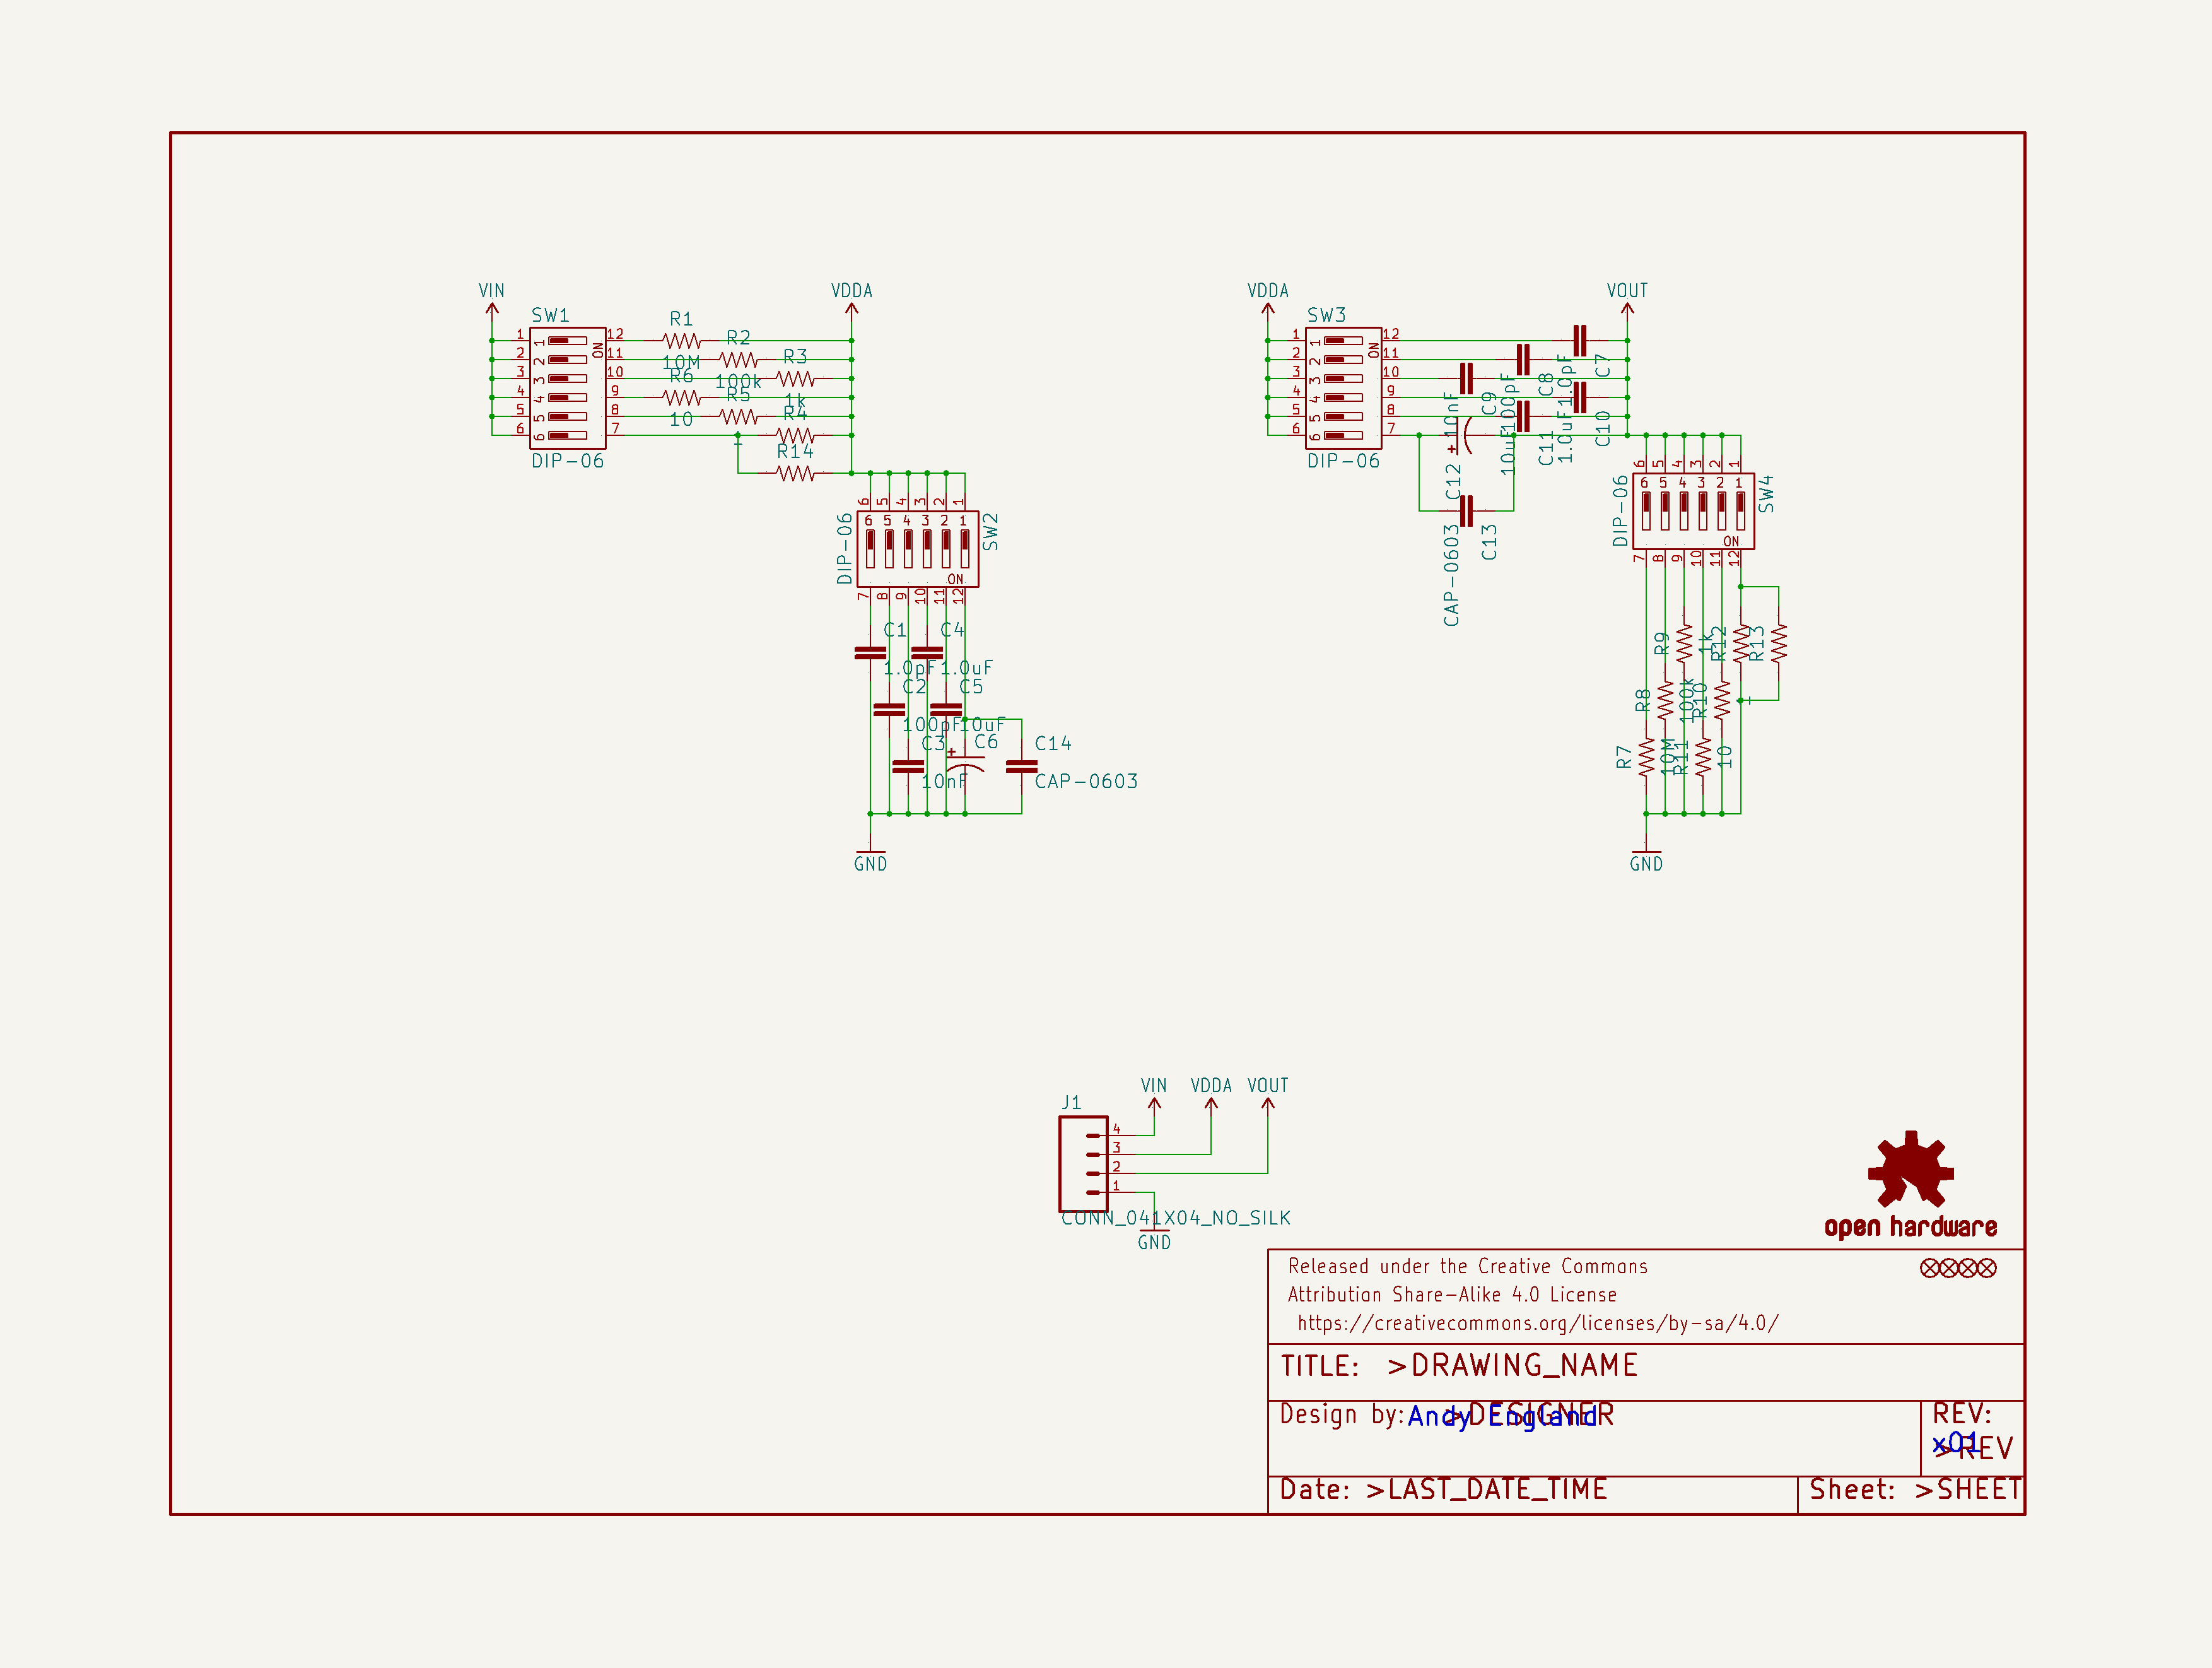 VIN
VDDA
SW1
1 2 3 4 5 6
1 2 3 4 5 6
ON
12 11 10 9 8 7
DIP-06
R1
10M
R2
100k
R3
1k
R6
10
R5
R4
R14
6 5 4 3 2 1
6 5 4 3 2 1
ON
7 8 9 10 11 12
DIP-06
SW2
C1
1.0pF
C4
1.0uF
C2
100pF
C5
10uF
C3
10nF
+
C6
C14
CAP-0603
GND
VDDA
VOUT
SW3
1 2 3 4 5 6
1 2 3 4 5 6
ON
12 11 10 9 8 7
DIP-06
C7
1.0pF
C8
100pF
C9
10nF
C10
1.0uF
C11
10uF
+
C12
C13
CAP-0603
6 5 4 3 2 1
6 5 4 3 2 1
ON
7 8 9 10 11 12
DIP-06
SW4
R9
1k
R12
R13
R8
100k
R10
R7
10M
R11
10
GND
VIN
VDDA
VOUT
J1
4
3
2
1
CONN_041X04_NO_SILK
GND
open hardware
Released under the Creative Commons
Attribution Share-Alike 4.0 License
https://creativecommons.org/licenses/by-sa/4.0/
TITLE: >DRAWING_NAME
Design by: >DESIGNER
Andy England
REV:
x01
>REV
Date: >LAST_DATE_TIME
Sheet: >SHEET